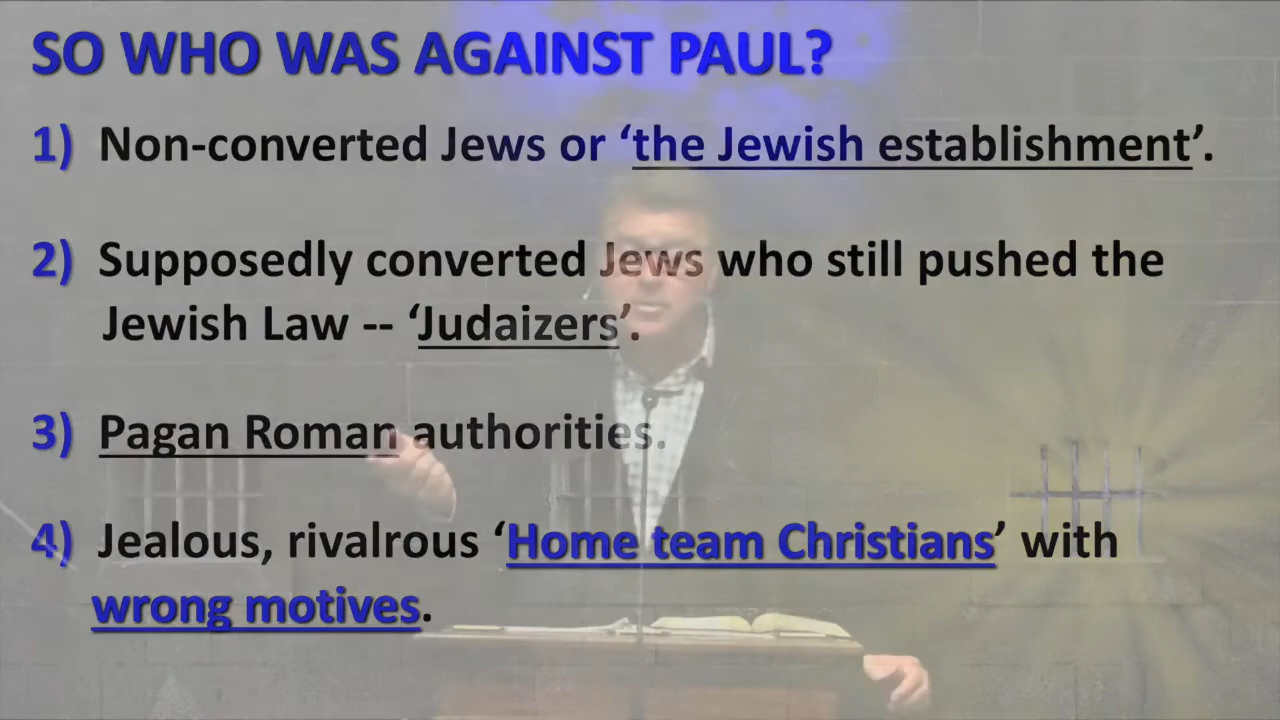 SO WHO WAS AGAINST PAUL?
1) Non-converted Jews or ‘the Jewish establishment’.
2) Supposedly converted Jews who still pushed the
Jewish Law -- ‘Judaizers’.
3) Pagan Roman authorities.
4) Jealous, rivalrous ‘Home team Christians’ with
wrong motives.